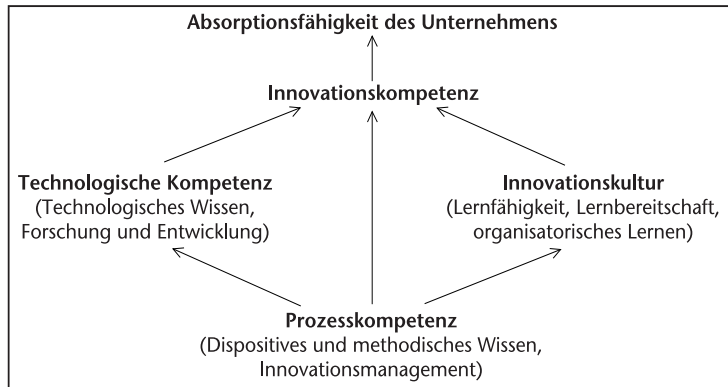 Absorptionsfähigkeit des Unternehmens
Innovationskompetenz
Technologische Kompetenz
(Technologisches Wissen,
Forschung und Entwicklung)
Innovationskultur
(Lernfähigkeit, Lernbereitschaft,
organisatorisches Lernen)
Prozesskompetenz
(Dispositives und methodisches Wissen,
Innovationsmanagement)